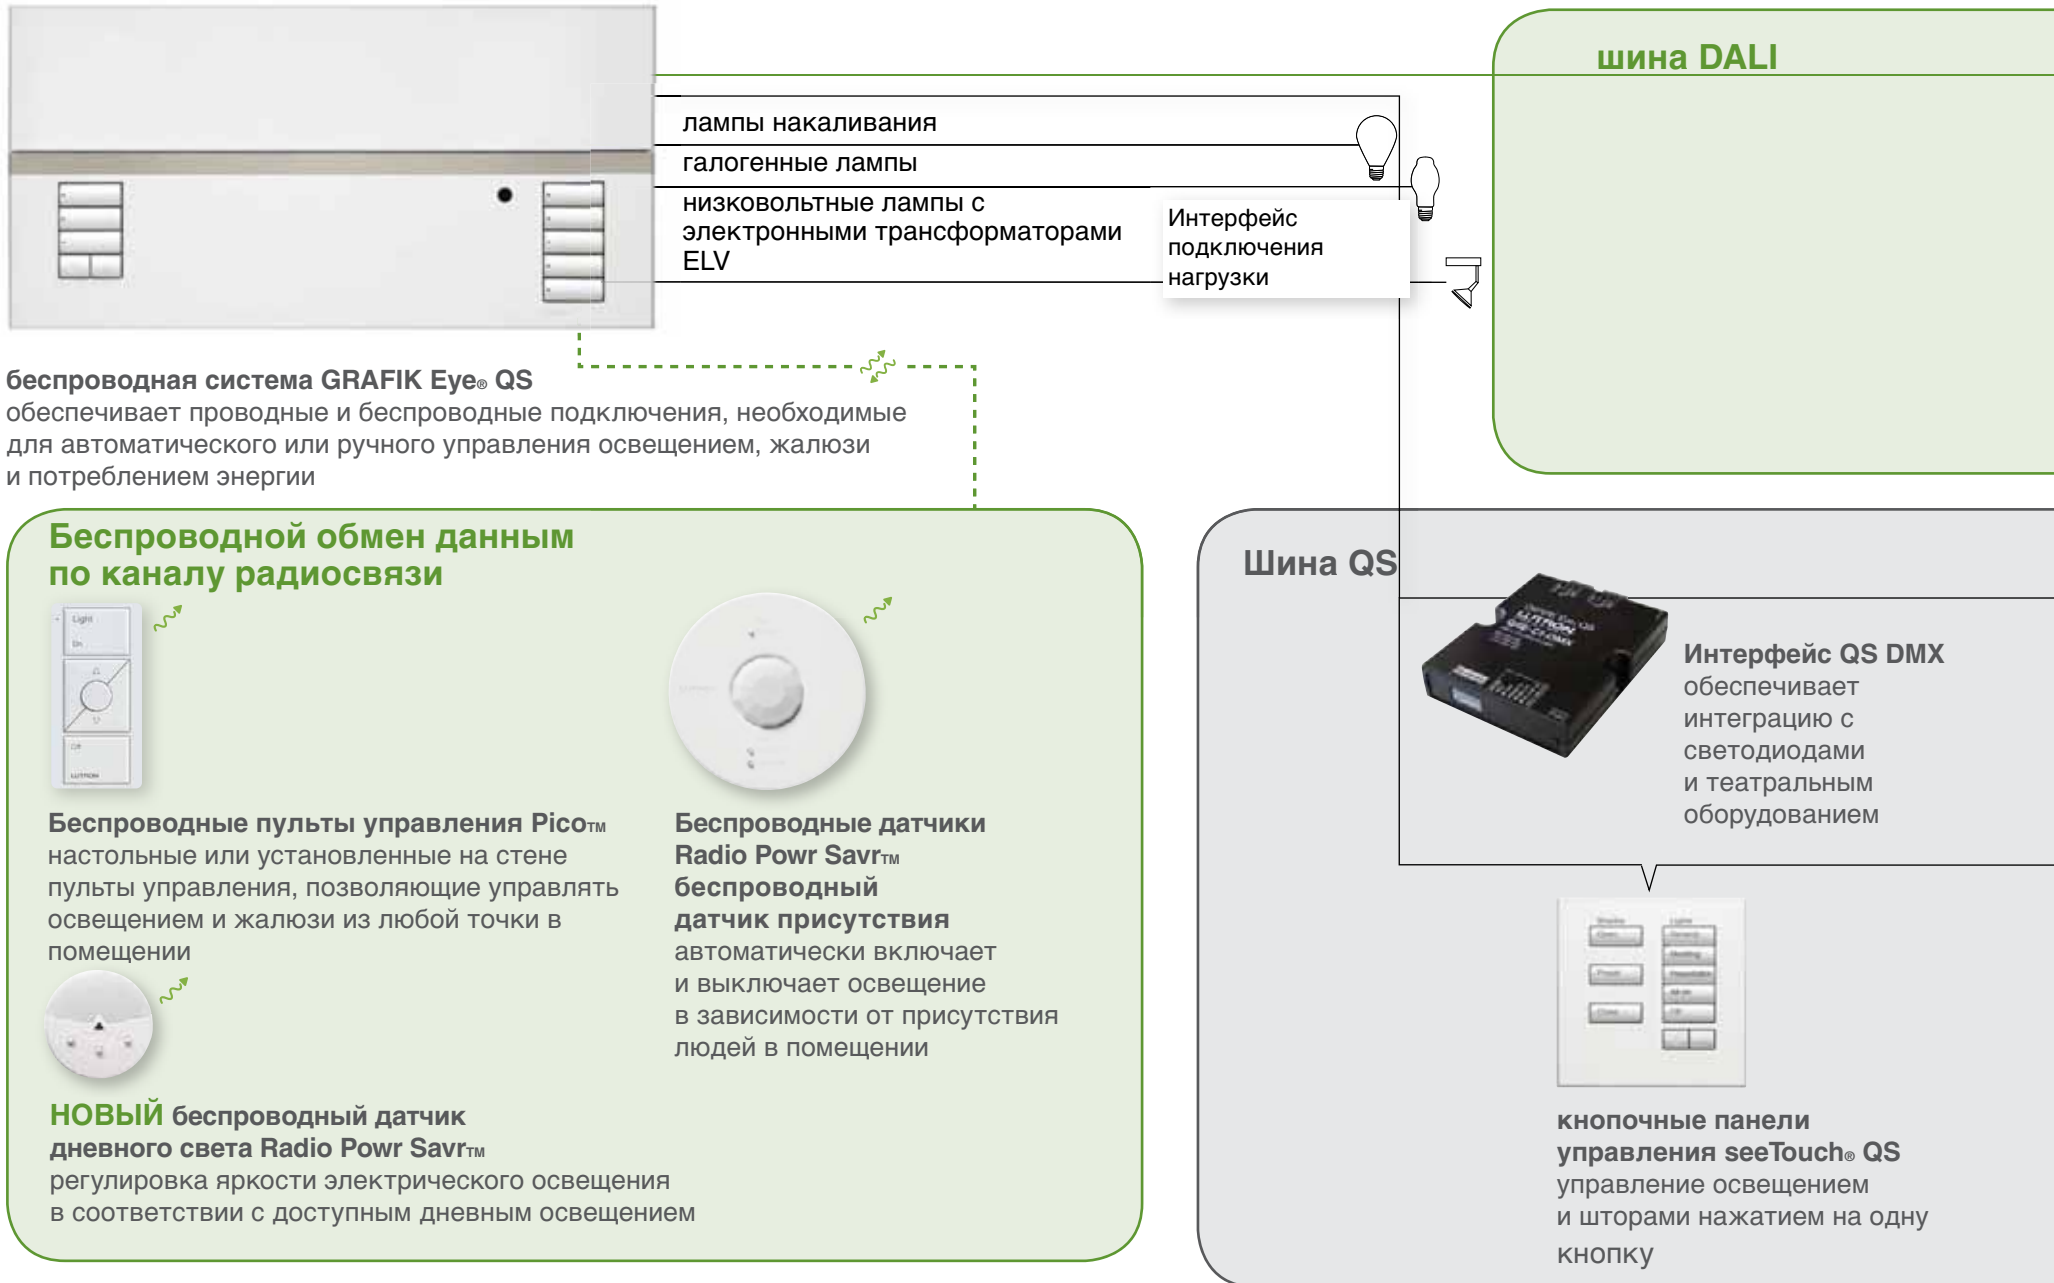 шина DALI
лампы накаливания
галогенные лампы
низковольтные лампы с
электронными трансформаторами
ELV
Интерфейс
подключения
нагрузки
беспроводная система GRAFIK Eye® QS
обеспечивает проводные и беспроводные подключения, необходимые
для автоматического или ручного управления освещением, жалюзи
и потреблением энергии
Беспроводной обмен данным
по каналу радиосвязи
Light
On
Off
LUTRON
Беспроводные пульты управления Pico™
настольные или установленные на стене
пульты управления, позволяющие управлять
освещением и жалюзи из любой точки в
помещении
Беспроводные датчики
Radio Powr Savr™
беспроводный
датчик присутствия
автоматически включает
и выключает освещение
в зависимости от присутствия
людей в помещении
НОВЫЙ беспроводный датчик
дневного света Radio Powr Savr™
регулировка яркости электрического освещения
в соответствии с доступным дневным освещением
Шина QS
LUTRON
Интерфейс QS DMX
обеспечивает
интеграцию с
светодиодами
и театральным
оборудованием
кнопочные панели
управления seeTouch® QS
управление освещением
и шторами нажатием на одну
кнопку